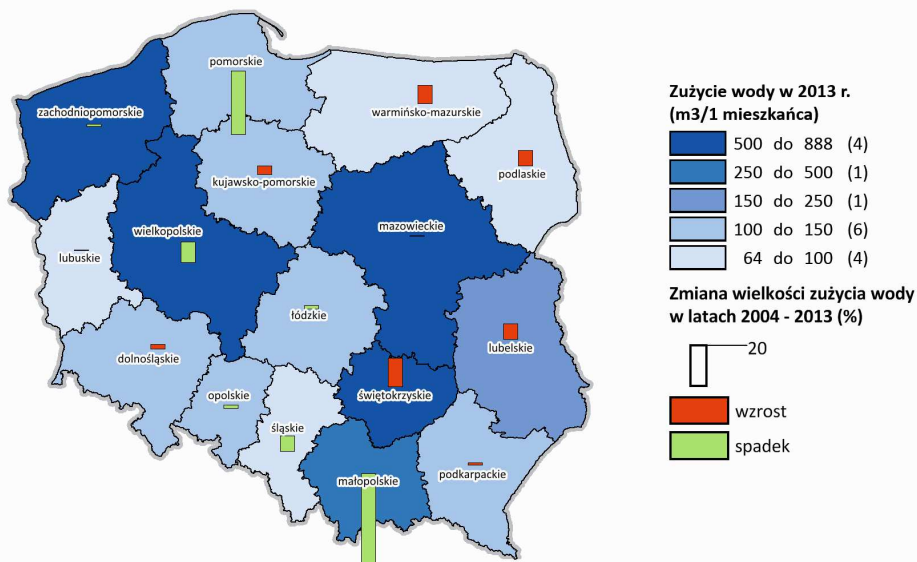 pomorskie
zachodniopomorskie
warmińsko-mazurskie
podlaskie
kujawsko-pomorskie
wielkopolskie
mazowieckie
lubuskie
łódzkie
lubelskie
dolnośląskie
opolskie
świętokrzyskie
śląskie
małopolskie
podkarpackie
Zużycie wody w 2013 r.
(m3/1 mieszkańca)
500 do 888 (4)
250 do 500 (1)
150 do 250 (1)
100 do 150 (6)
64 do 100 (4)
Zmiana wielkości zużycia wody
w latach 2004 - 2013 (%)
20
wzrost
spadek